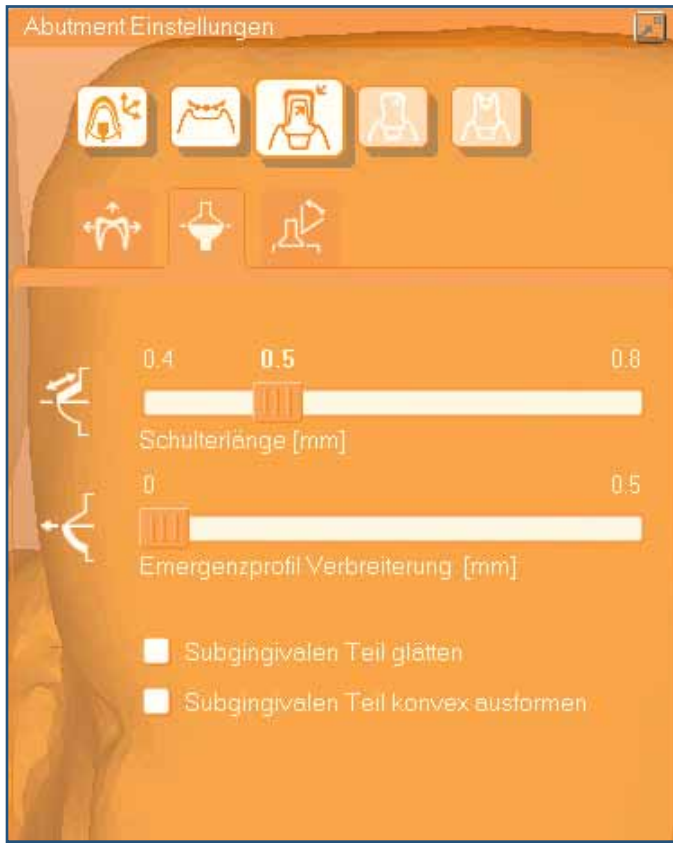 Abutment Einstellungen
0.4 0.5 0.8
Schulterlänge [mm]
0 0.5
Emergenzprofil Verbreiterung [mm]
Subgingivalen Teil glätten
Subgingivalen Teil konvex ausformen